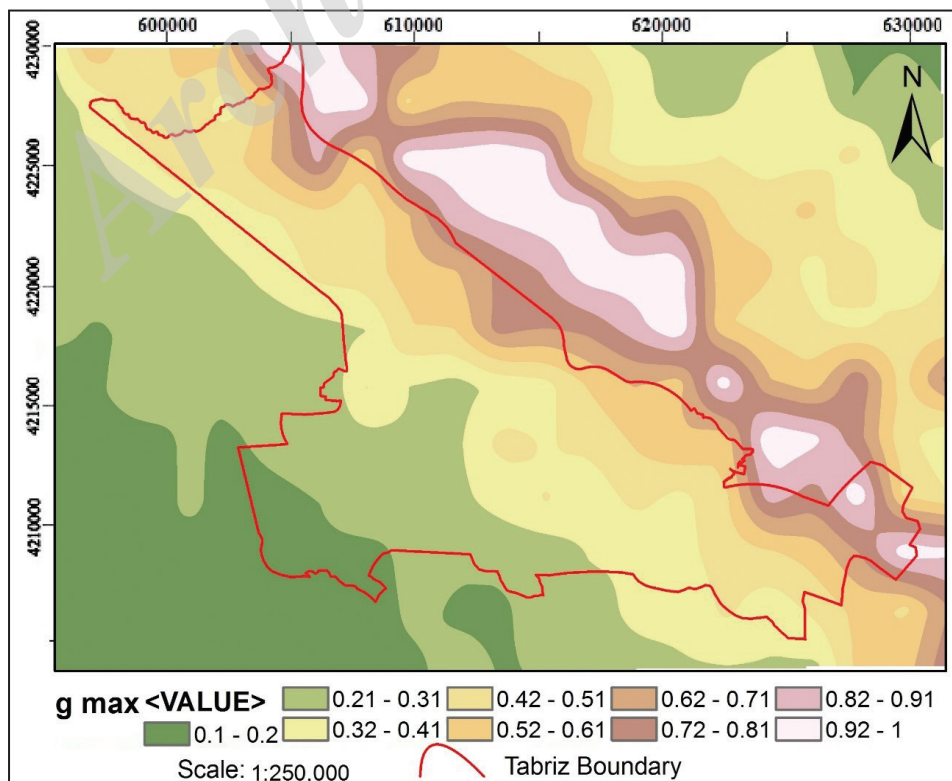 600000 610000 620000 630000
4230000
4225000
4220000
4215000
4210000
N
g max <VALUE>
0.1 - 0.2
0.21 - 0.31
0.32 - 0.41
0.42 - 0.51
0.52 - 0.61
0.62 - 0.71
0.72 - 0.81
0.82 - 0.91
0.92 - 1
Scale: 1:250,000
Tabriz Boundary